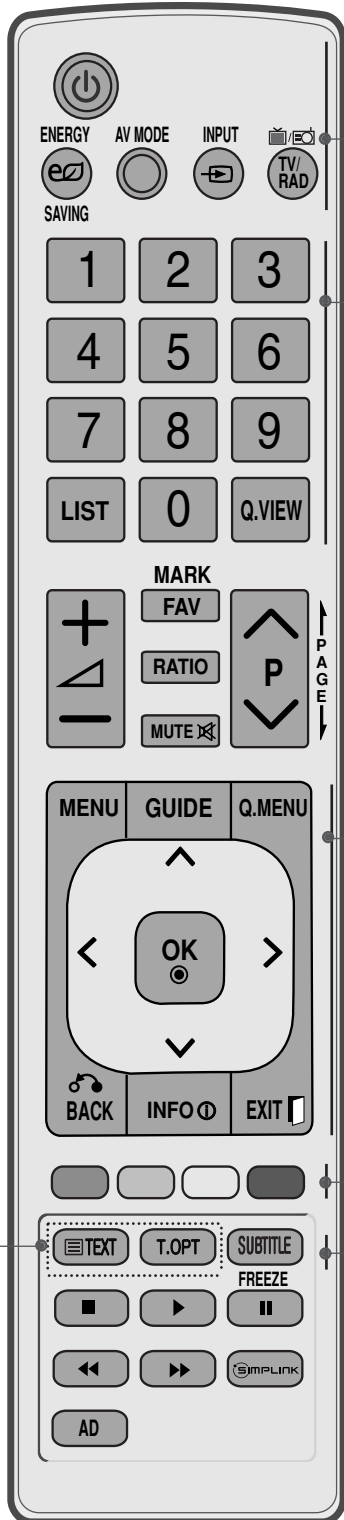 ENERGY AV MODE INPUT
TV/
RAD
SAVING
1 2 3
4 5 6
7 8 9
LIST 0 Q.VIEW
MARK
FAV
RATIO
P
PAGE
MUTE
MENU GUIDE Q.MENU
OK
BACK INFO EXIT
TEXT T.OPT SUBTITLE
FREEZE
SIMPLINK
AD